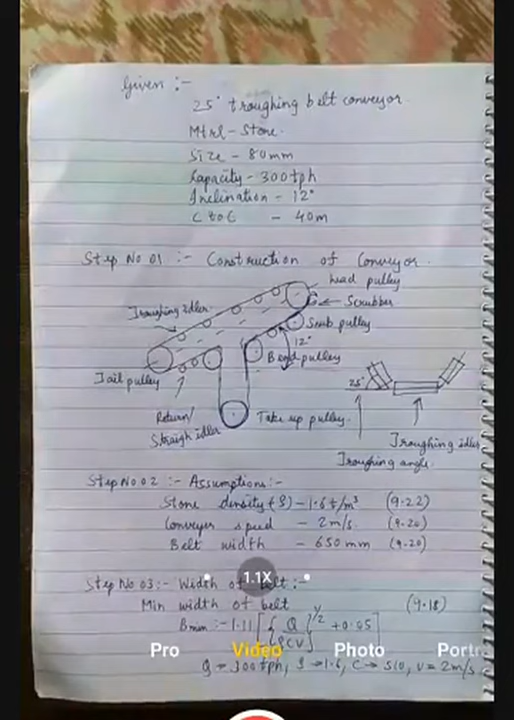 Given :-
25° troughing belt conveyor.
Mtrl - Stone.
Size - 80mm
Capacity - 300tph
Inclination - 12°
C to C - 40m
Step No 01 :- Construction of Conveyor.
head pulley
Scrubber
Troughing idler
Snub pulley
12°
Bend pulley
Tail pulley
25°
Return/
Straigh idler
Take up pulley.
Troughing idler
Troughing angle.
Step No 02 :- Assumptions :-
Stone density (ρ) - 1.6 t/m³ (9.22)
Conveyer speed - 2m/s. (9.20)
Belt width - 650 mm (9.20)
Step No 03 :- Width of belt :-
1.1X
Min width of belt (9.18)
Bmin :- 1.11 [{Q/ρCV}^1/2 + 0.05]
Pro Video Photo Portr
Q = 300tph, ρ → 1.6, C → 510, V = 2m/s